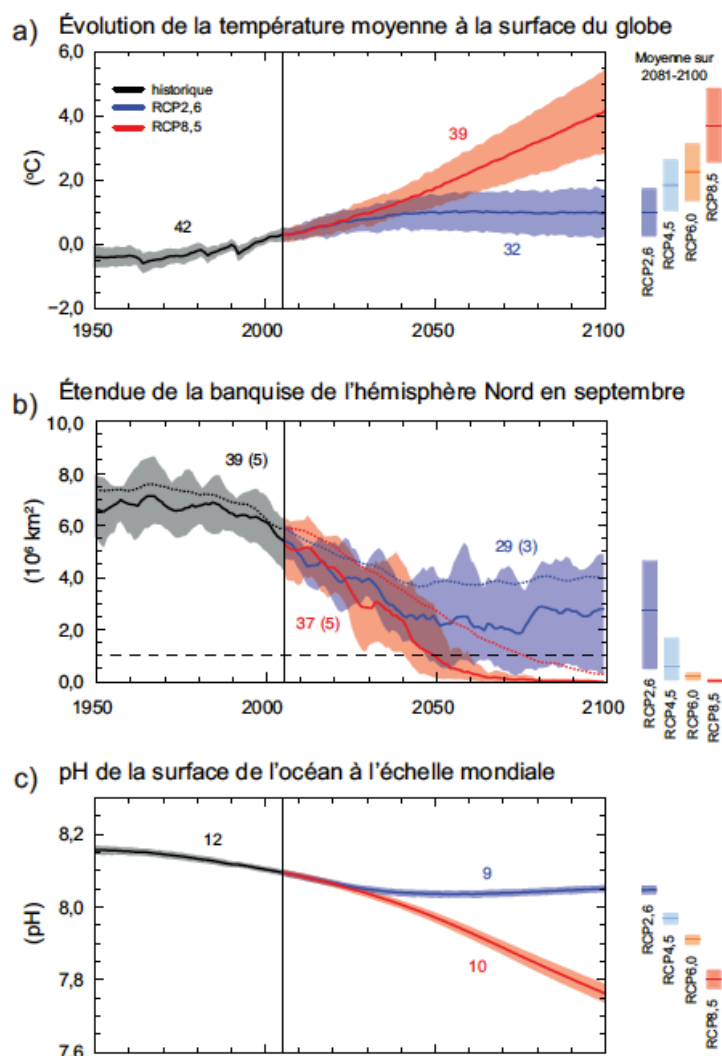 a) Évolution de la température moyenne à la surface du globe
6,0
4,0
2,0
0,0
−2,0
(°C)
historique
RCP2,6
RCP8,5
42
39
32
1950
2000
2050
2100
Moyenne sur
2081-2100
RCP2,6
RCP4,5
RCP6,0
RCP8,5
b) Étendue de la banquise de l'hémisphère Nord en septembre
10,0
8,0
6,0
4,0
2,0
0,0
(10⁶ km²)
39 (5)
29 (3)
37 (5)
1950
2000
2050
2100
RCP2,6
RCP4,5
RCP6,0
RCP8,5
c) pH de la surface de l'océan à l'échelle mondiale
8,2
8,0
7,8
7,6
(pH)
12
9
10
RCP2,6
RCP4,5
RCP6,0
RCP8,5